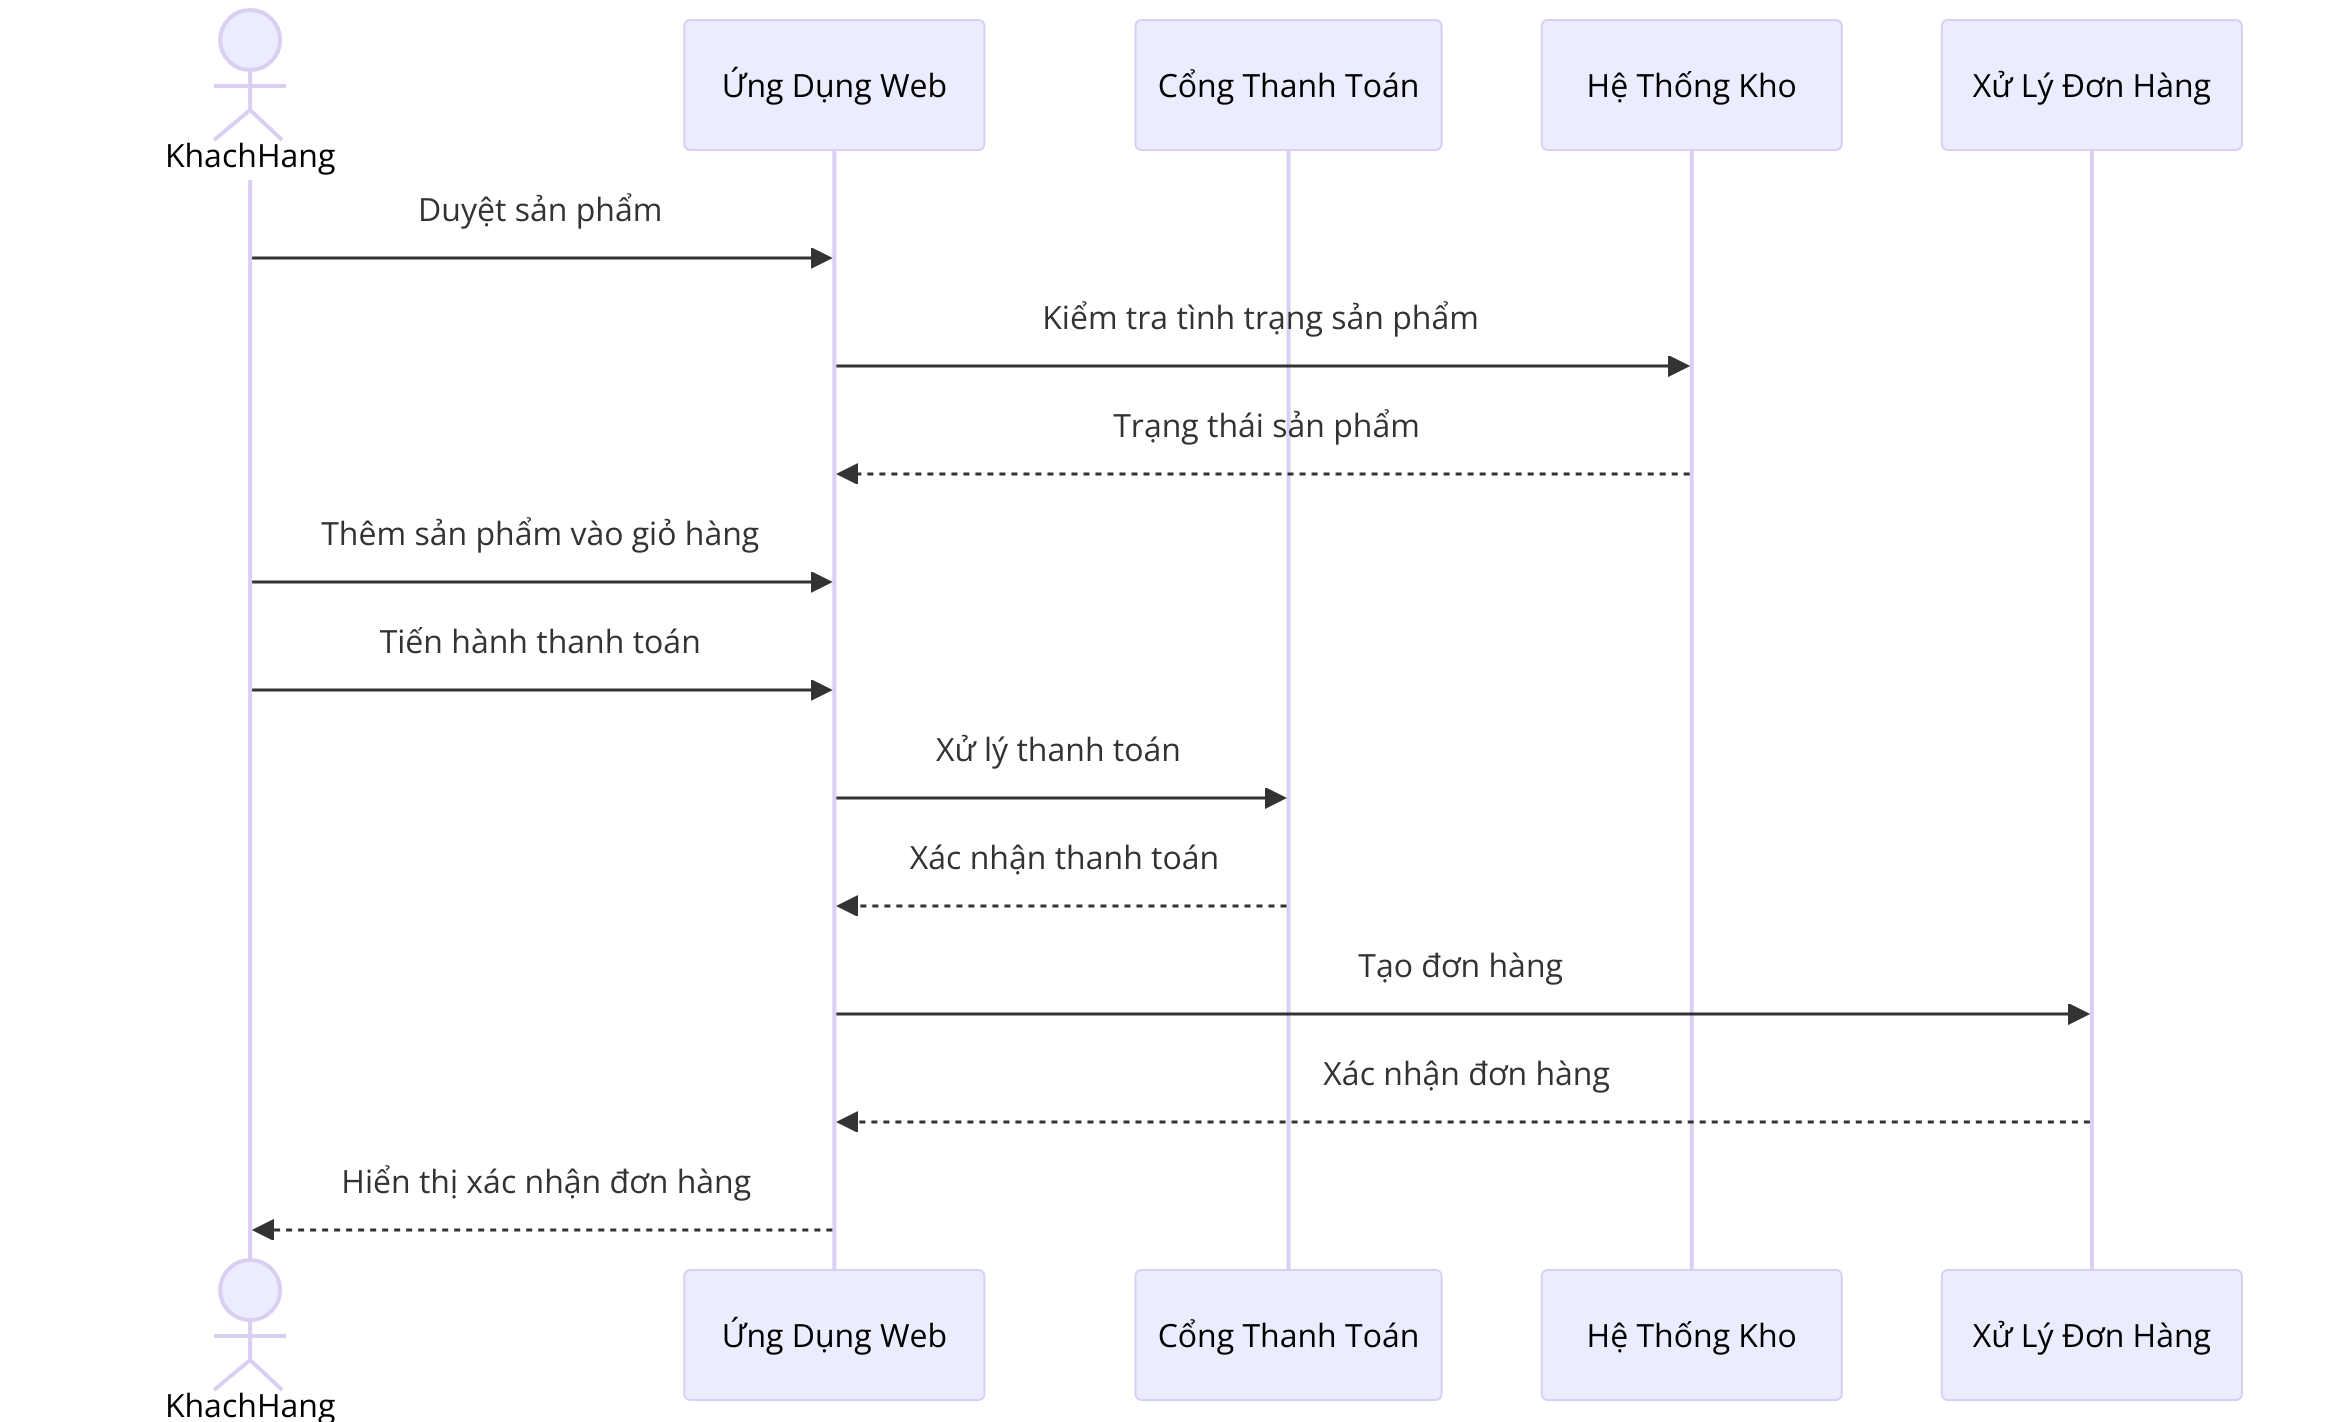 KhachHang
Ứng Dụng Web
Cổng Thanh Toán
Hệ Thống Kho
Xử Lý Đơn Hàng
Duyệt sản phẩm
Kiểm tra tình trạng sản phẩm
Trạng thái sản phẩm
Thêm sản phẩm vào giỏ hàng
Tiến hành thanh toán
Xử lý thanh toán
Xác nhận thanh toán
Tạo đơn hàng
Xác nhận đơn hàng
Hiển thị xác nhận đơn hàng
KhachHang
Ứng Dụng Web
Cổng Thanh Toán
Hệ Thống Kho
Xử Lý Đơn Hàng